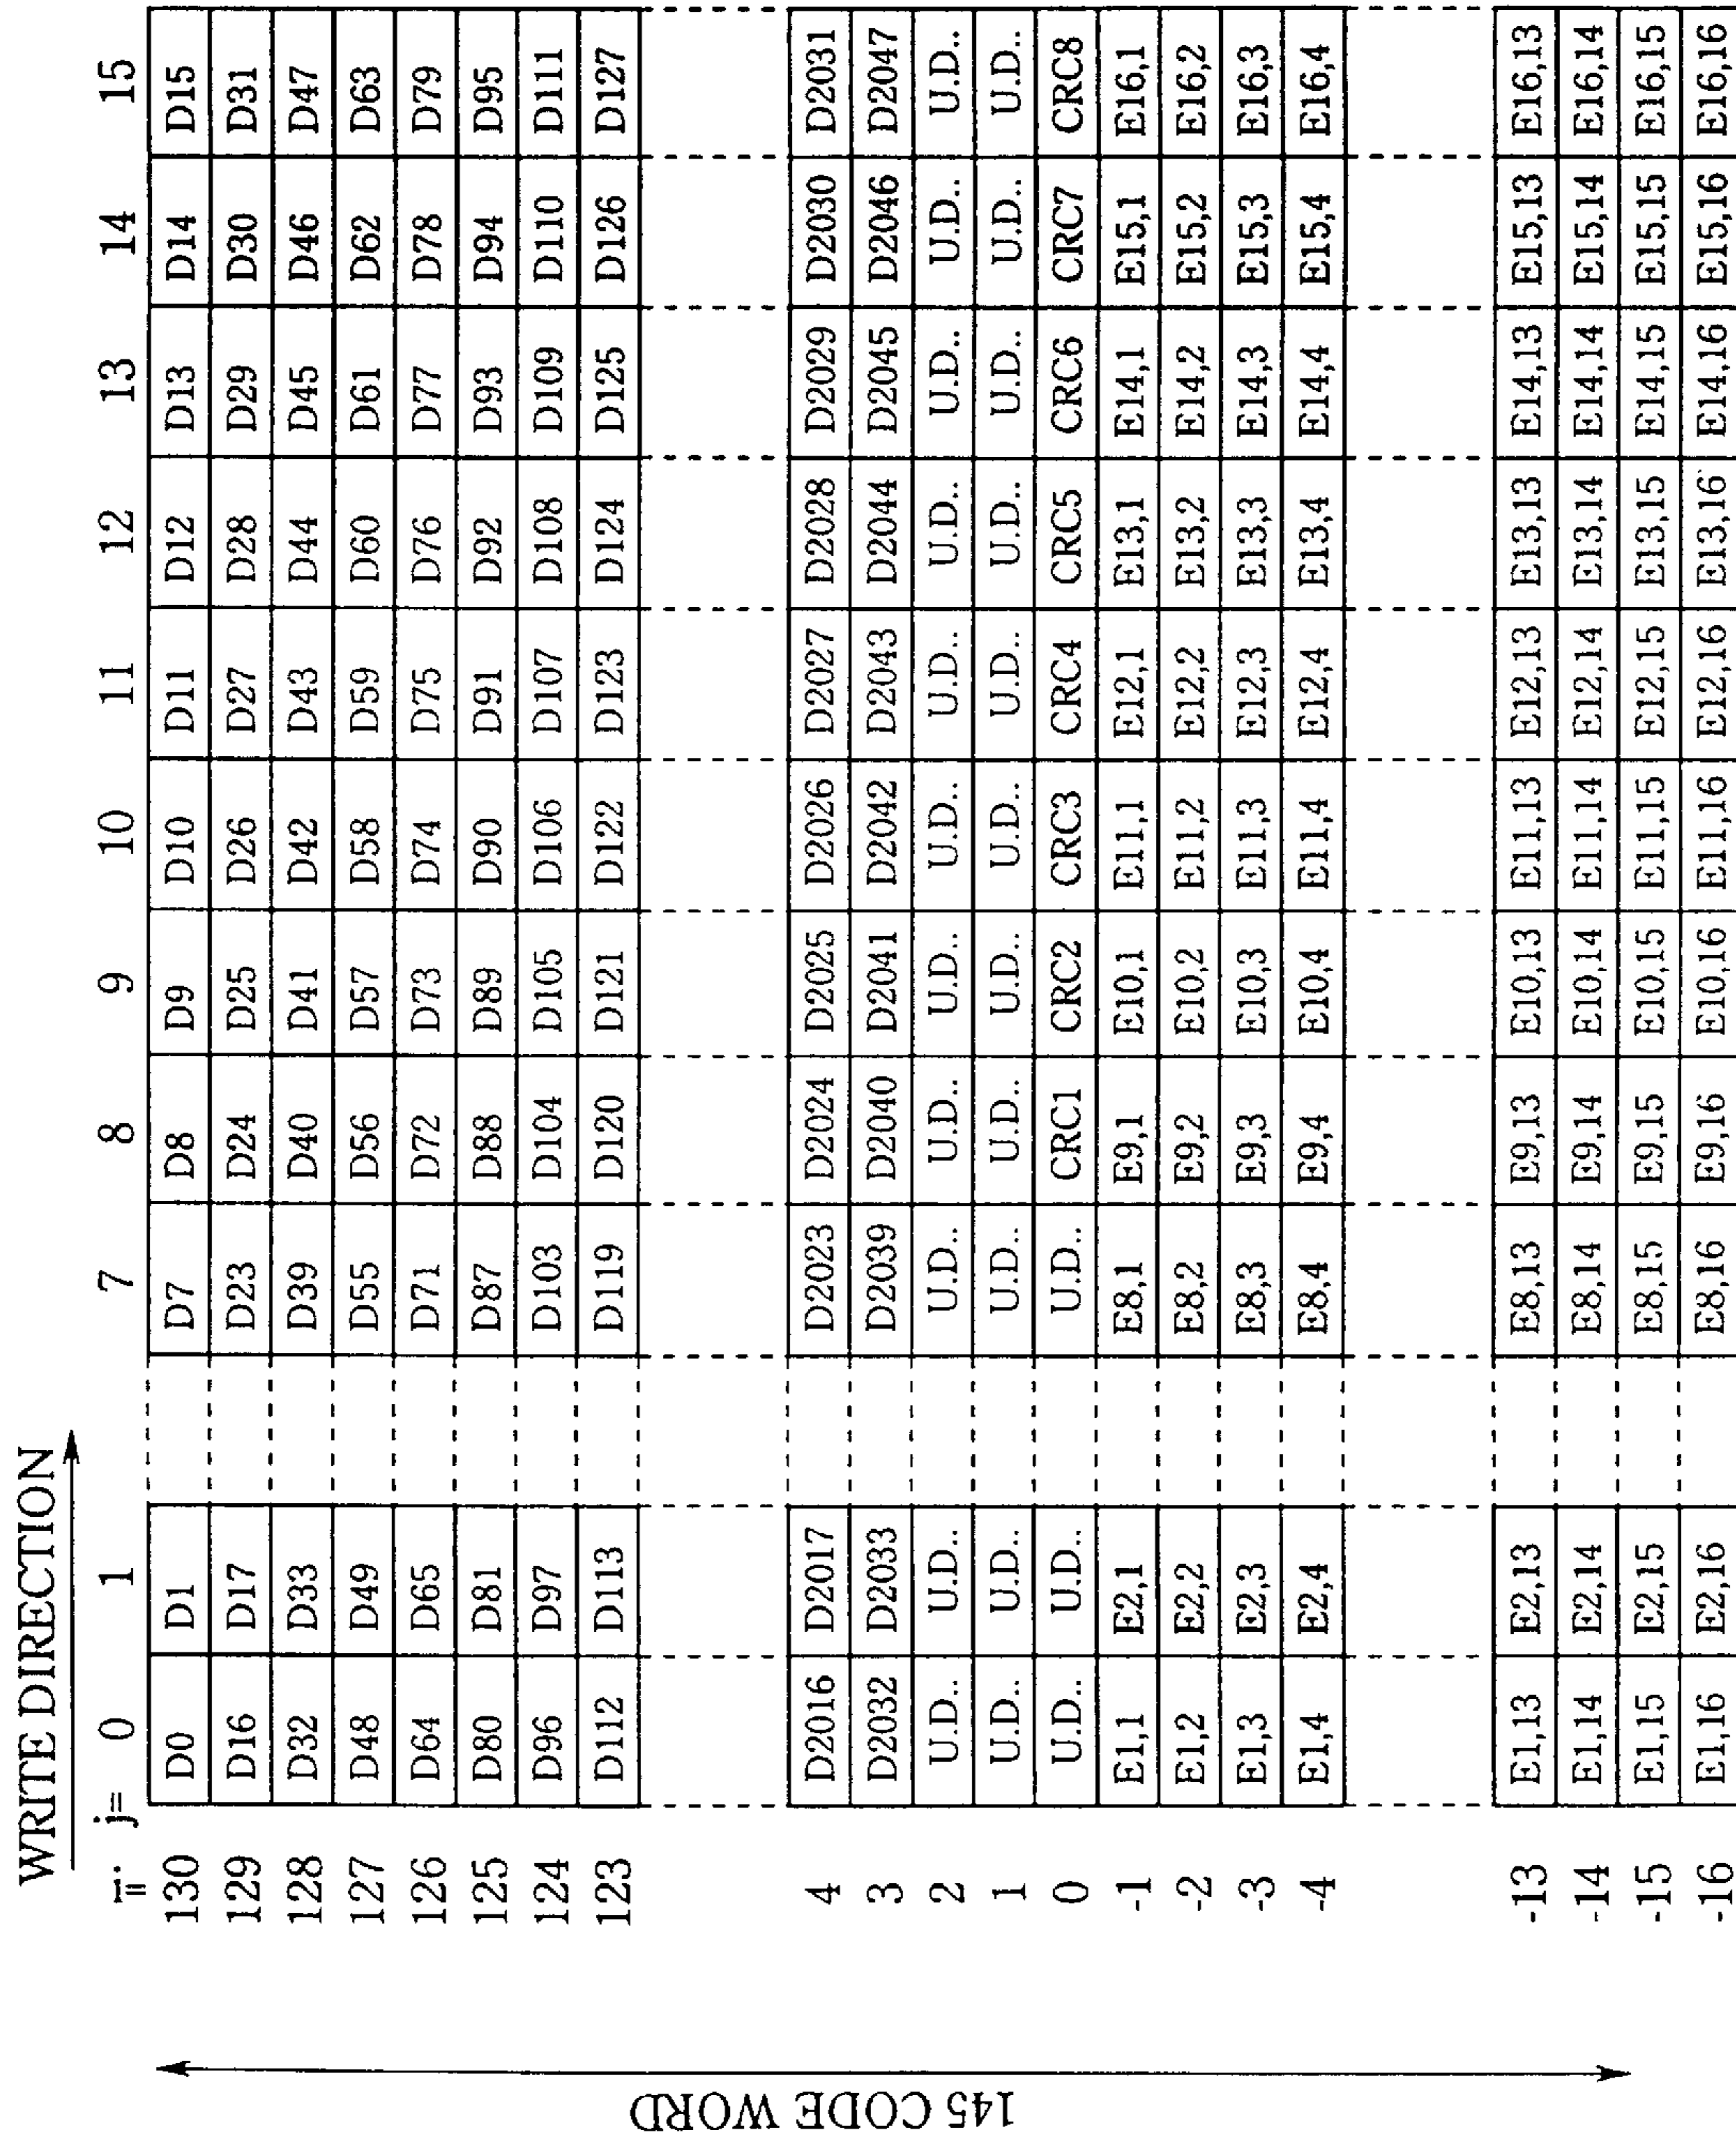 WRITE DIRECTION
j= 0 1 7 8 9 10 11 12 13 14 15
i=
130 D0 D1 D7 D8 D9 D10 D11 D12 D13 D14 D15
129 D16 D17 D23 D24 D25 D26 D27 D28 D29 D30 D31
128 D32 D33 D39 D40 D41 D42 D43 D44 D45 D46 D47
127 D48 D49 D55 D56 D57 D58 D59 D60 D61 D62 D63
126 D64 D65 D71 D72 D73 D74 D75 D76 D77 D78 D79
125 D80 D81 D87 D88 D89 D90 D91 D92 D93 D94 D95
124 D96 D97 D103 D104 D105 D106 D107 D108 D109 D110 D111
123 D112 D113 D119 D120 D121 D122 D123 D124 D125 D126 D127
4 D2016 D2017 D2023 D2024 D2025 D2026 D2027 D2028 D2029 D2030 D2031
3 D2032 D2033 D2039 D2040 D2041 D2042 D2043 D2044 D2045 D2046 D2047
2 U.D.. U.D.. U.D.. U.D.. U.D.. U.D.. U.D.. U.D.. U.D.. U.D.. U.D..
1 U.D.. U.D.. U.D.. U.D.. U.D.. U.D.. U.D.. U.D.. U.D.. U.D.. U.D..
0 U.D.. U.D.. U.D.. CRC1 CRC2 CRC3 CRC4 CRC5 CRC6 CRC7 CRC8
-1 E1,1 E2,1 E8,1 E9,1 E10,1 E11,1 E12,1 E13,1 E14,1 E15,1 E16,1
-2 E1,2 E2,2 E8,2 E9,2 E10,2 E11,2 E12,2 E13,2 E14,2 E15,2 E16,2
-3 E1,3 E2,3 E8,3 E9,3 E10,3 E11,3 E12,3 E13,3 E14,3 E15,3 E16,3
-4 E1,4 E2,4 E8,4 E9,4 E10,4 E11,4 E12,4 E13,4 E14,4 E15,4 E16,4
-13 E1,13 E2,13 E8,13 E9,13 E10,13 E11,13 E12,13 E13,13 E14,13 E15,13 E16,13
-14 E1,14 E2,14 E8,14 E9,14 E10,14 E11,14 E12,14 E13,14 E14,14 E15,14 E16,14
-15 E1,15 E2,15 E8,15 E9,15 E10,15 E11,15 E12,15 E13,15 E14,15 E15,15 E16,15
-16 E1,16 E2,16 E8,16 E9,16 E10,16 E11,16 E12,16 E13,16 E14,16 E15,16 E16,16
145 CODE WORD